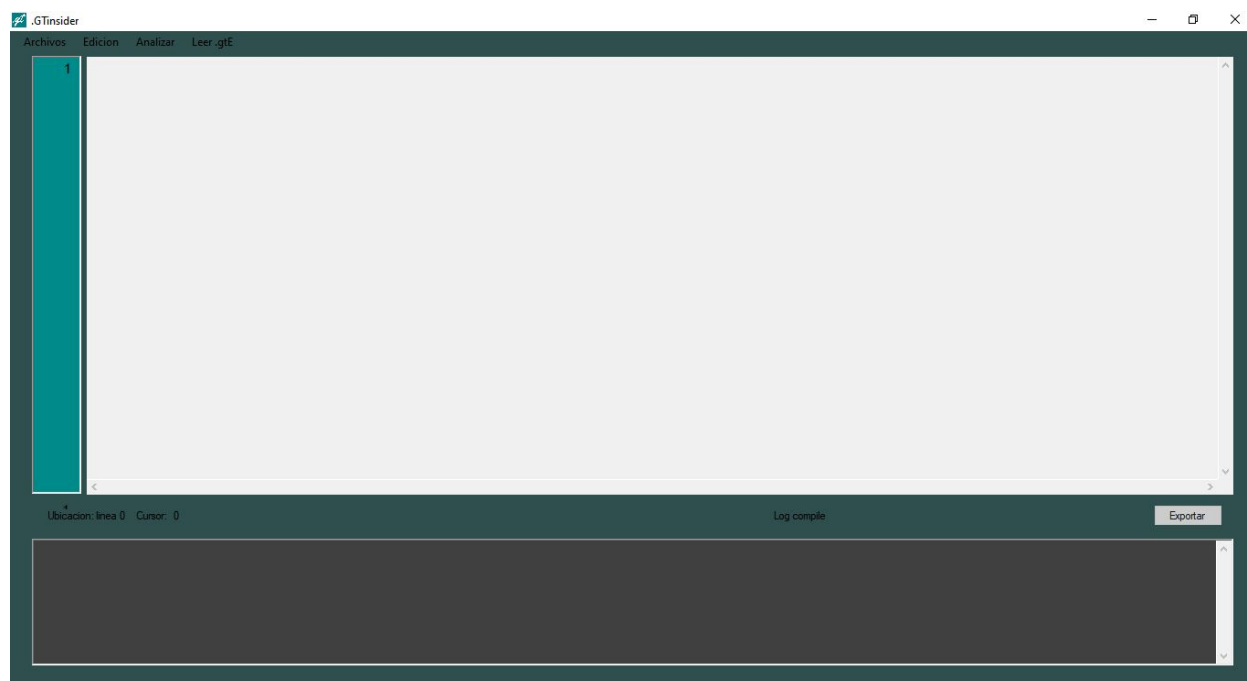 .GTinsider
Archivos Edicion Analizar Leer .gtE
1
Ubicacion: linea 0 Cursor: 0 Log compile Exportar